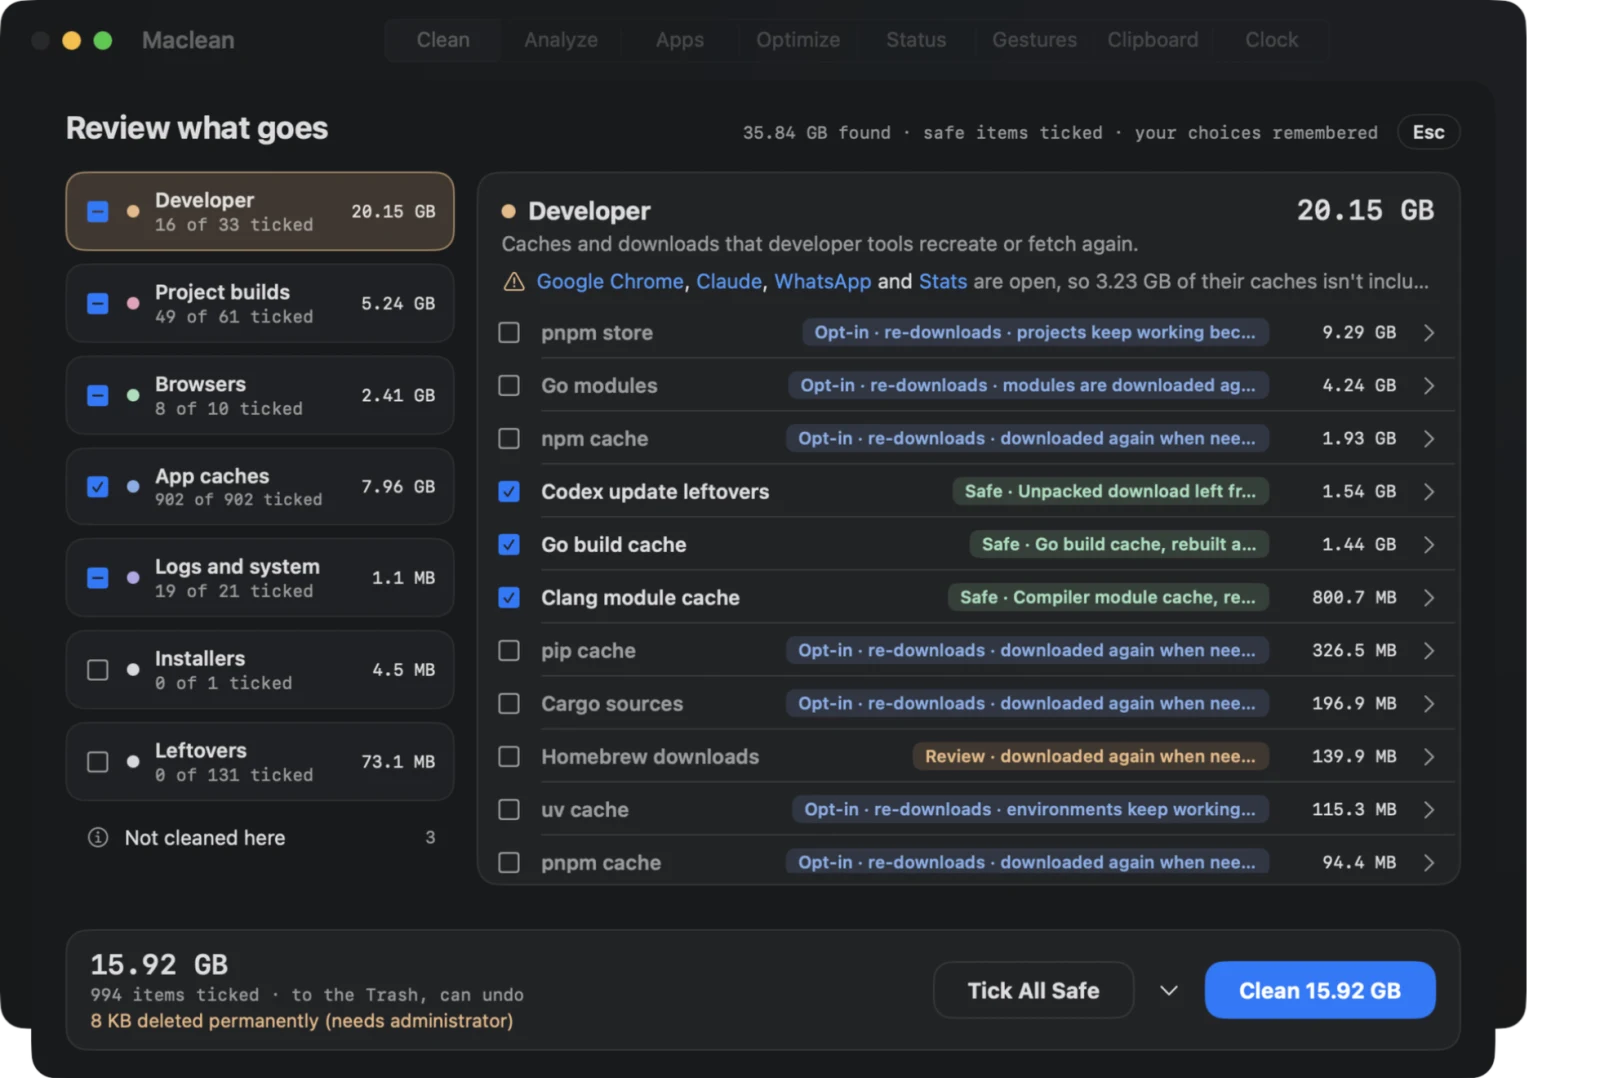 Maclean
Clean Analyze Apps Optimize Status Gestures Clipboard Clock
Review what goes
35.84 GB found · safe items ticked · your choices remembered
Esc
Developer
16 of 33 ticked
20.15 GB
Project builds
49 of 61 ticked
5.24 GB
Browsers
8 of 10 ticked
2.41 GB
App caches
902 of 902 ticked
7.96 GB
Logs and system
19 of 21 ticked
1.1 MB
Installers
0 of 1 ticked
4.5 MB
Leftovers
0 of 131 ticked
73.1 MB
Not cleaned here 3
Developer 20.15 GB
Caches and downloads that developer tools recreate or fetch again.
Google Chrome, Claude, WhatsApp and Stats are open, so 3.23 GB of their caches isn't inclu...
pnpm store Opt-in · re-downloads · projects keep working bec... 9.29 GB
Go modules Opt-in · re-downloads · modules are downloaded ag... 4.24 GB
npm cache Opt-in · re-downloads · downloaded again when nee... 1.93 GB
Codex update leftovers Safe · Unpacked download left fr... 1.54 GB
Go build cache Safe · Go build cache, rebuilt a... 1.44 GB
Clang module cache Safe · Compiler module cache, re... 800.7 MB
pip cache Opt-in · re-downloads · downloaded again when nee... 326.5 MB
Cargo sources Opt-in · re-downloads · downloaded again when nee... 196.9 MB
Homebrew downloads Review · downloaded again when nee... 139.9 MB
uv cache Opt-in · re-downloads · environments keep working... 115.3 MB
pnpm cache Opt-in · re-downloads · downloaded again when nee... 94.4 MB
15.92 GB
994 items ticked · to the Trash, can undo
8 KB deleted permanently (needs administrator)
Tick All Safe
Clean 15.92 GB